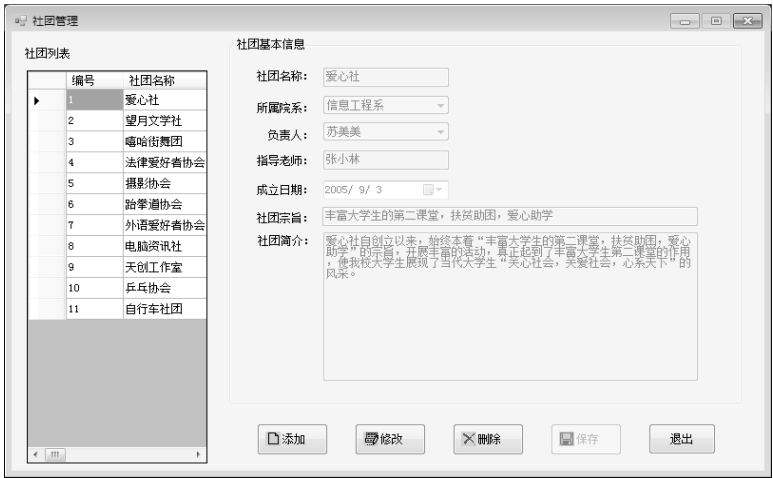 社团管理
社团列表
编号 社团名称
1 爱心社
2 望月文学社
3 嘻哈街舞团
4 法律爱好者协会
5 摄影协会
6 跆拳道协会
7 外语爱好者协会
8 电脑资讯社
9 天创工作室
10 乒乓协会
11 自行车社团
社团基本信息
社团名称: 爱心社
所属院系: 信息工程系
负责人: 苏美美
指导老师: 张小林
成立日期: 2005/ 9/ 3
社团宗旨: 丰富大学生的第二课堂，扶贫助困，爱心助学
社团简介: 爱心社自创立以来，始终本着“丰富大学生的第二课堂，扶贫助困，爱心
助学”的宗旨，开展丰富的活动，真正起到了丰富大学生第二课堂的作用
，使我校大学生展现了当代大学生“关心社会，关爱社会，心系天下”的
风采。
添加 修改 删除 保存 退出